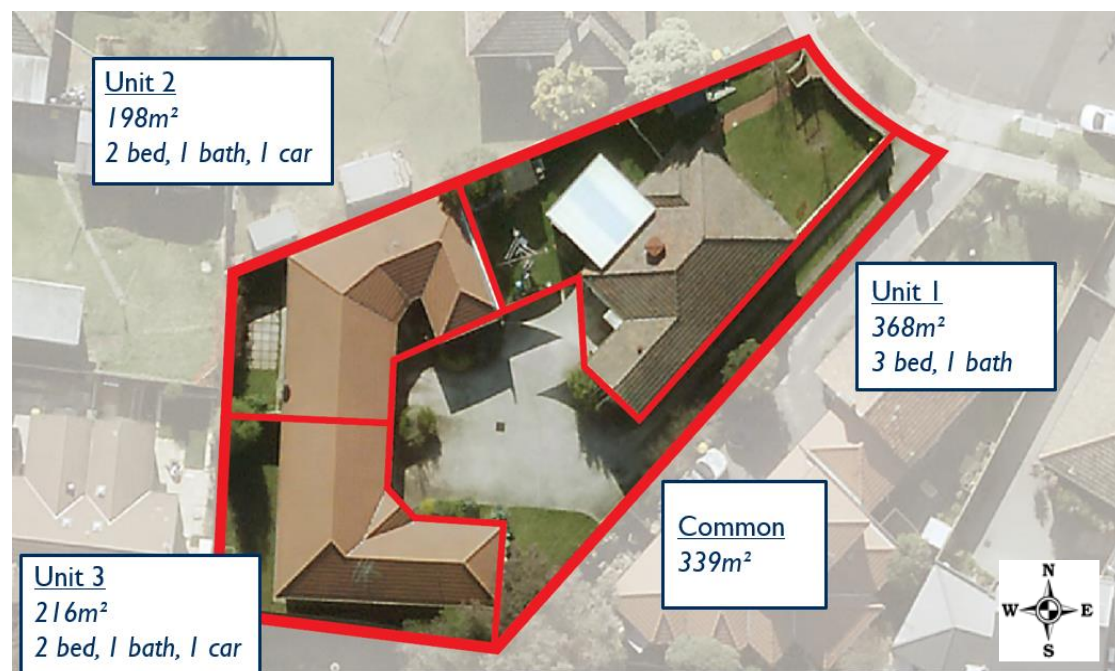 Unit 2
198m²
2 bed, 1 bath, 1 car
Unit 1
368m²
3 bed, 1 bath
Common
339m²
Unit 3
216m²
2 bed, 1 bath, 1 car
N
W E
S